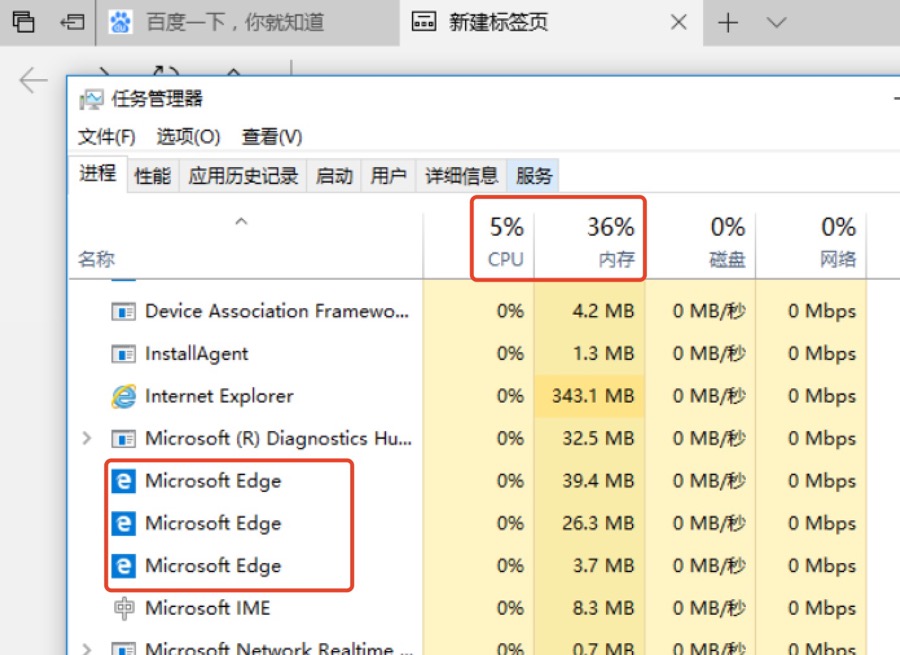 百度一下，你就知道
新建标签页
任务管理器
文件(F) 选项(O) 查看(V)
进程 性能 应用历史记录 启动 用户 详细信息 服务
5% 36% 0% 0%
名称 CPU 内存 磁盘 网络
Device Association Framewo... 0% 4.2 MB 0 MB/秒 0 Mbps
InstallAgent 0% 1.3 MB 0 MB/秒 0 Mbps
Internet Explorer 0% 343.1 MB 0 MB/秒 0 Mbps
Microsoft (R) Diagnostics Hu... 0% 32.5 MB 0 MB/秒 0 Mbps
Microsoft Edge 0% 39.4 MB 0 MB/秒 0 Mbps
Microsoft Edge 0% 26.3 MB 0 MB/秒 0 Mbps
Microsoft Edge 0% 3.7 MB 0 MB/秒 0 Mbps
Microsoft IME 0% 8.3 MB 0 MB/秒 0 Mbps
Microsoft Network Realtime ... 0% 0.7 MB 0 MB/秒 0 Mbps